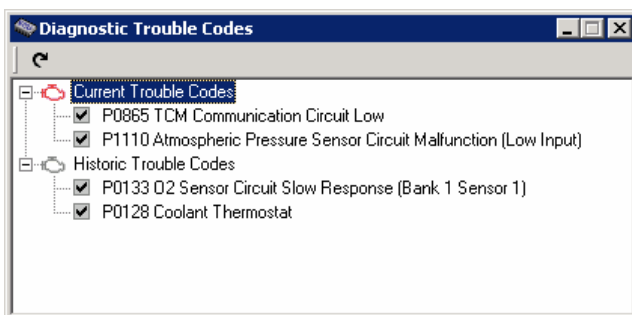 Diagnostic Trouble Codes
Current Trouble Codes
P0865 TCM Communication Circuit Low
P1110 Atmospheric Pressure Sensor Circuit Malfunction (Low Input)
Historic Trouble Codes
P0133 O2 Sensor Circuit Slow Response (Bank 1 Sensor 1)
P0128 Coolant Thermostat